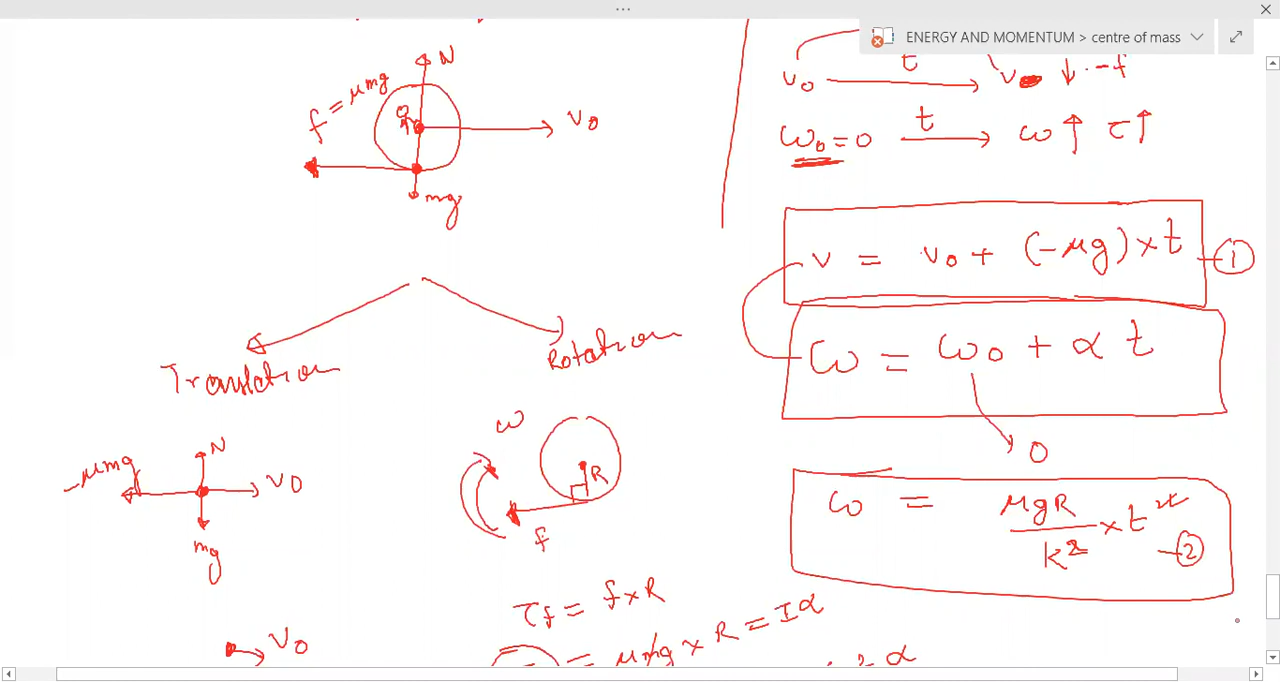 ENERGY AND MOMENTUM > centre of mass
N
f = μmg
v₀
mg
v₀ t v ↓ -f
ω₀ = 0 t ω ↑ τ ↑
v = v₀ + (-μg) × t -①
ω = ω₀ + α t
0
ω = μgR/k² × t -②
Translation
Rotation
N
-μmg
v₀
mg
ω
R
f
τf = f × R
= μmg × R = Iα
v₀
α